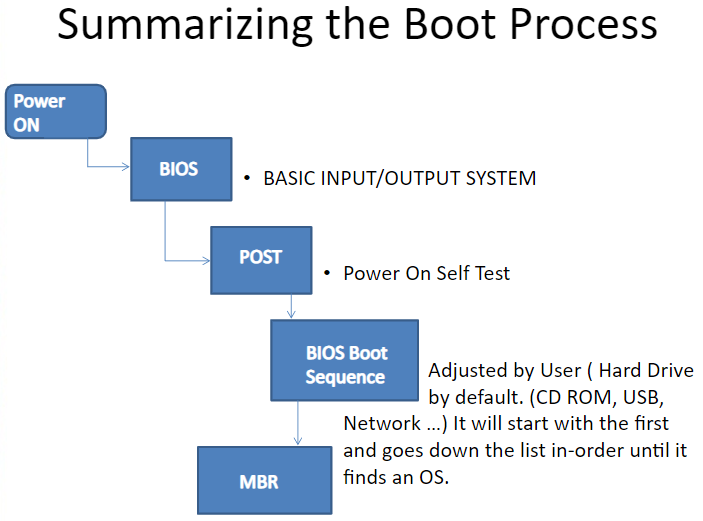 Summarizing the Boot Process
Power
ON
BIOS
• BASIC INPUT/OUTPUT SYSTEM
POST
• Power On Self Test
BIOS Boot
Sequence
Adjusted by User ( Hard Drive
by default. (CD ROM, USB,
Network ...) It will start with the first
and goes down the list in-order until it
finds an OS.
MBR